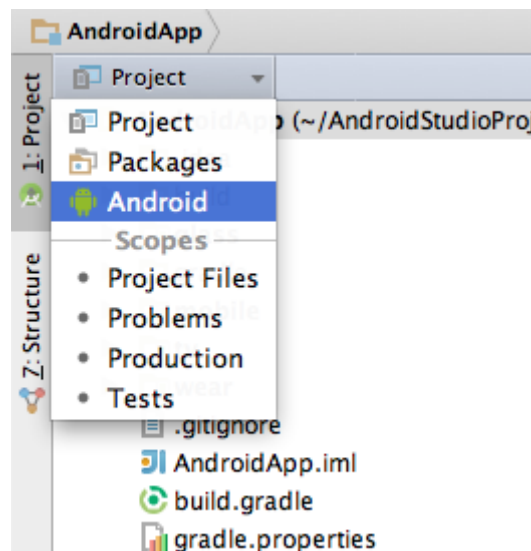 AndroidApp
Project
1: Project
Project
(~/AndroidStudioProj
Packages
Android
Scopes
Project Files
Problems
Production
Tests
Z: Structure
.gitignore
AndroidApp.iml
build.gradle
gradle.properties